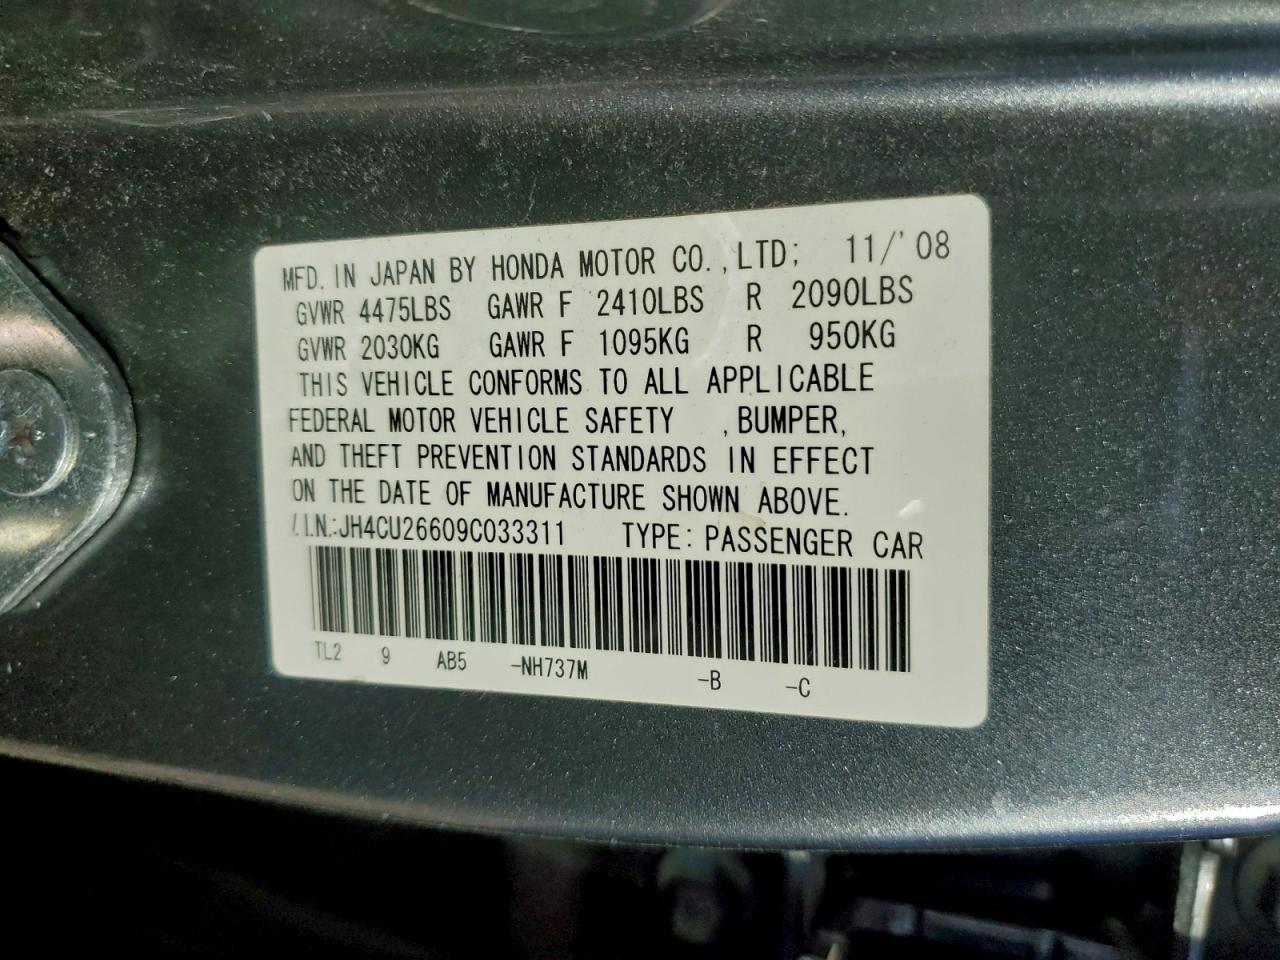 MFD. IN JAPAN BY HONDA MOTOR CO.,LTD; 11/'08
GVWR 4475LBS GAWR F 2410LBS R 2090LBS
GVWR 2030KG GAWR F 1095KG R 950KG
THIS VEHICLE CONFORMS TO ALL APPLICABLE
FEDERAL MOTOR VEHICLE SAFETY ,BUMPER,
AND THEFT PREVENTION STANDARDS IN EFFECT
ON THE DATE OF MANUFACTURE SHOWN ABOVE.
V.I.N.:JH4CU26609C033311 TYPE: PASSENGER CAR
TL2 9 AB5 -NH737M -B -C